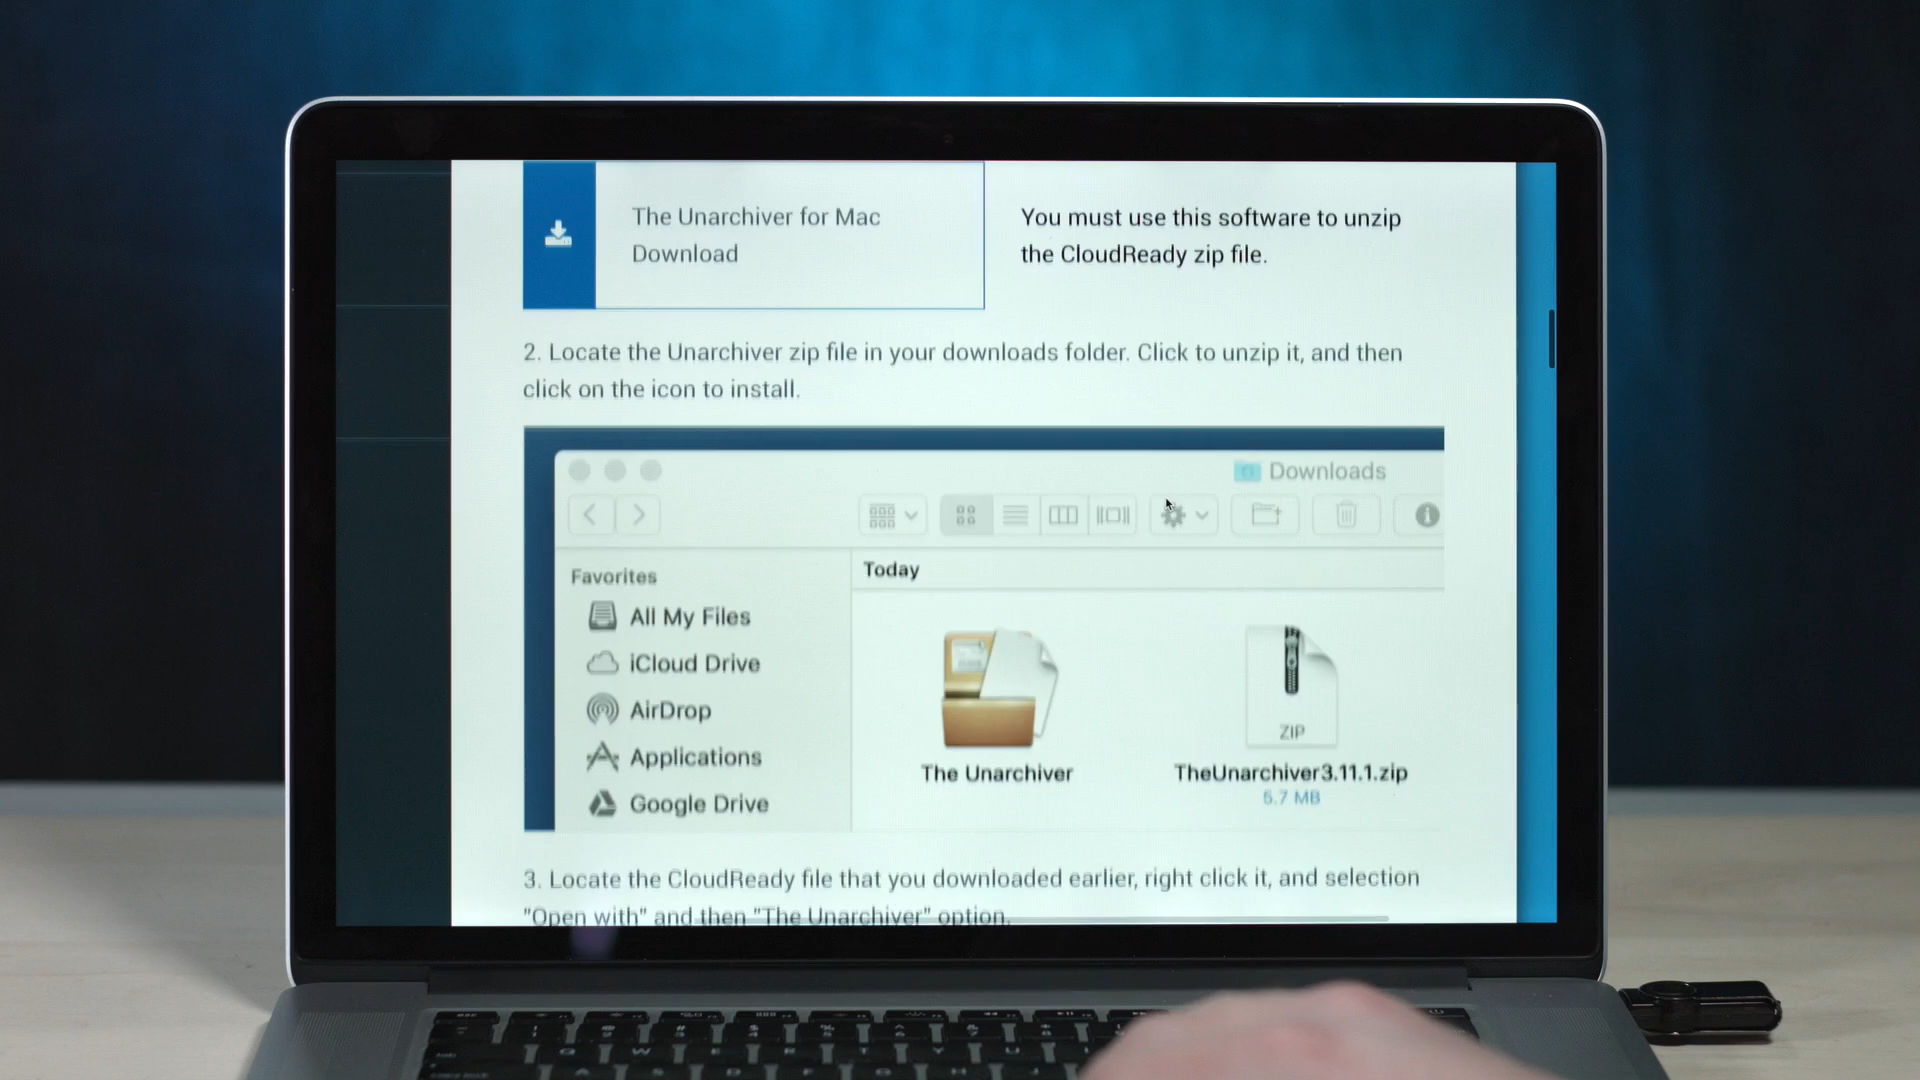 The Unarchiver for Mac
Download
You must use this software to unzip
the CloudReady zip file.
2. Locate the Unarchiver zip file in your downloads folder. Click to unzip it, and then
click on the icon to install.
Downloads
Favorites
All My Files
iCloud Drive
AirDrop
Applications
Google Drive
Today
The Unarchiver
ZIP
TheUnarchiver3.11.1.zip
5.7 MB
3. Locate the CloudReady file that you downloaded earlier, right click it, and selection
"Open with" and then "The Unarchiver" option.